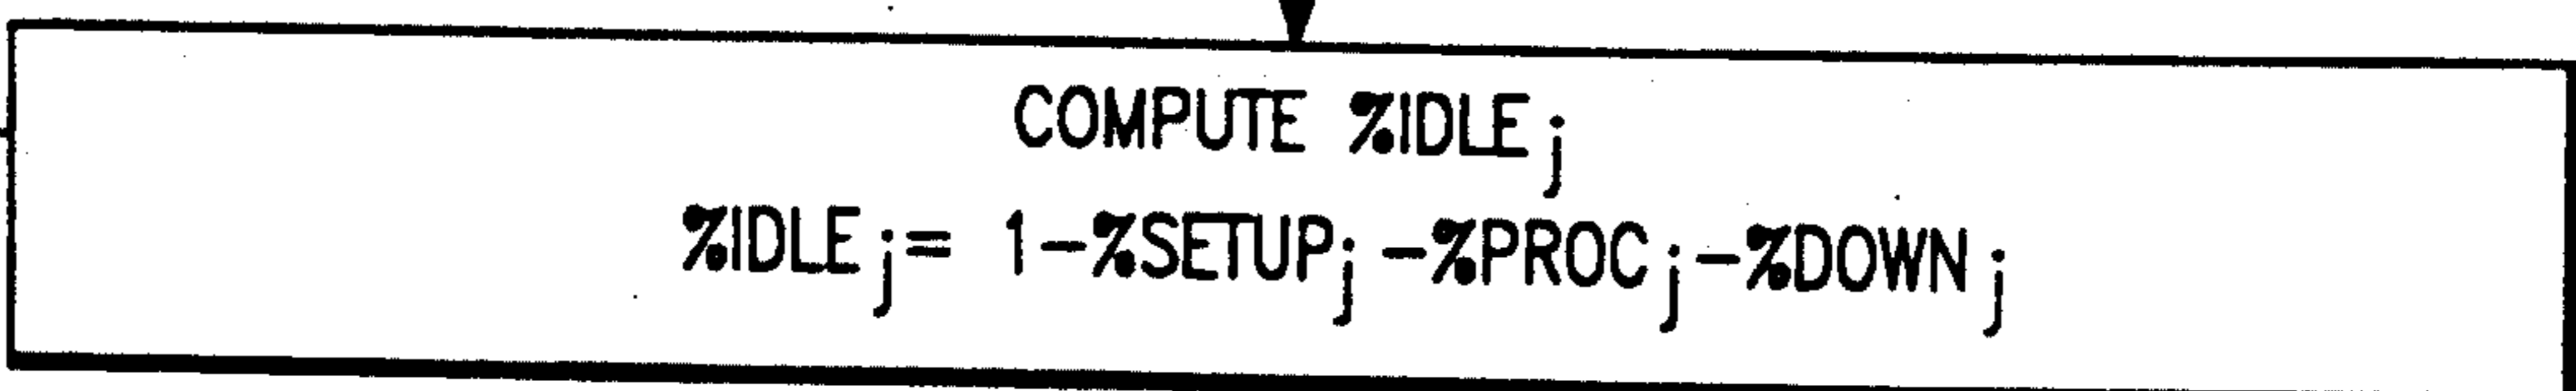 COMPUTE %IDLE j
%IDLE j= 1-%SETUP j -%PROC j -%DOWN j